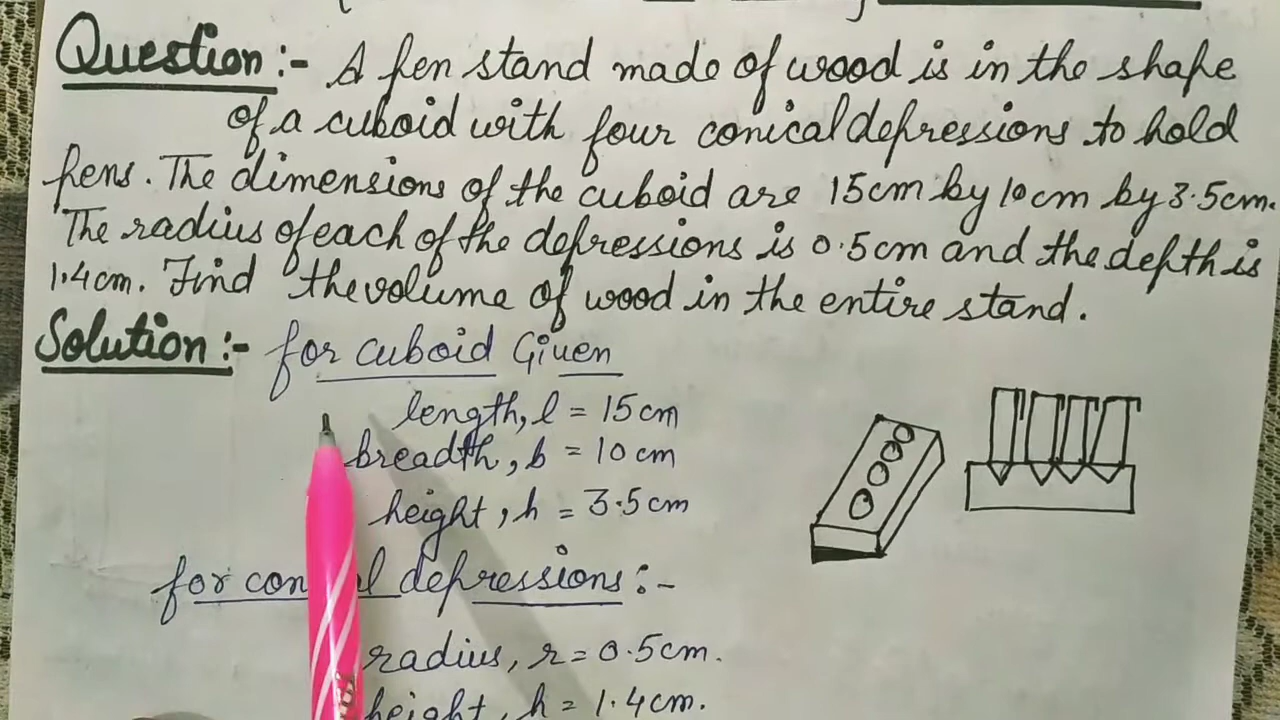 Question:- A pen stand made of wood is in the shape
of a cuboid with four conical depressions to hold
pens. The dimensions of the cuboid are 15cm by 10cm by 3.5cm.
The radius of each of the depressions is 0.5cm and the depth is
1.4cm. Find the volume of wood in the entire stand.
Solution:- for cuboid Given
length, l = 15cm
breadth, b = 10cm
height, h = 3.5cm
for depressions:-
radius, r = 0.5cm.
height, h = 1.4cm.